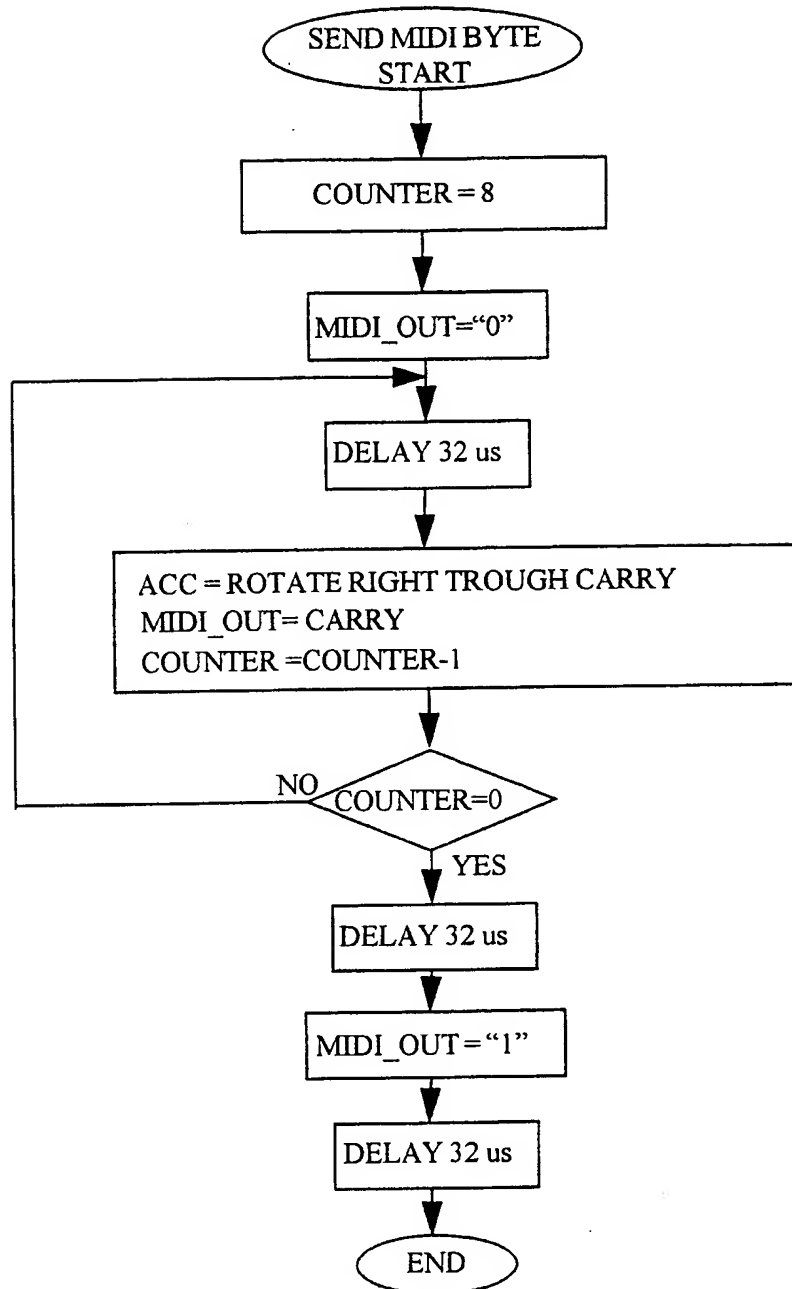 SEND MIDI BYTE
START
COUNTER = 8
MIDI_OUT=“0”
DELAY 32 us
ACC = ROTATE RIGHT TROUGH CARRY
MIDI_OUT= CARRY
COUNTER =COUNTER-1
NO
COUNTER=0
YES
DELAY 32 us
MIDI_OUT = “1”
DELAY 32 us
END